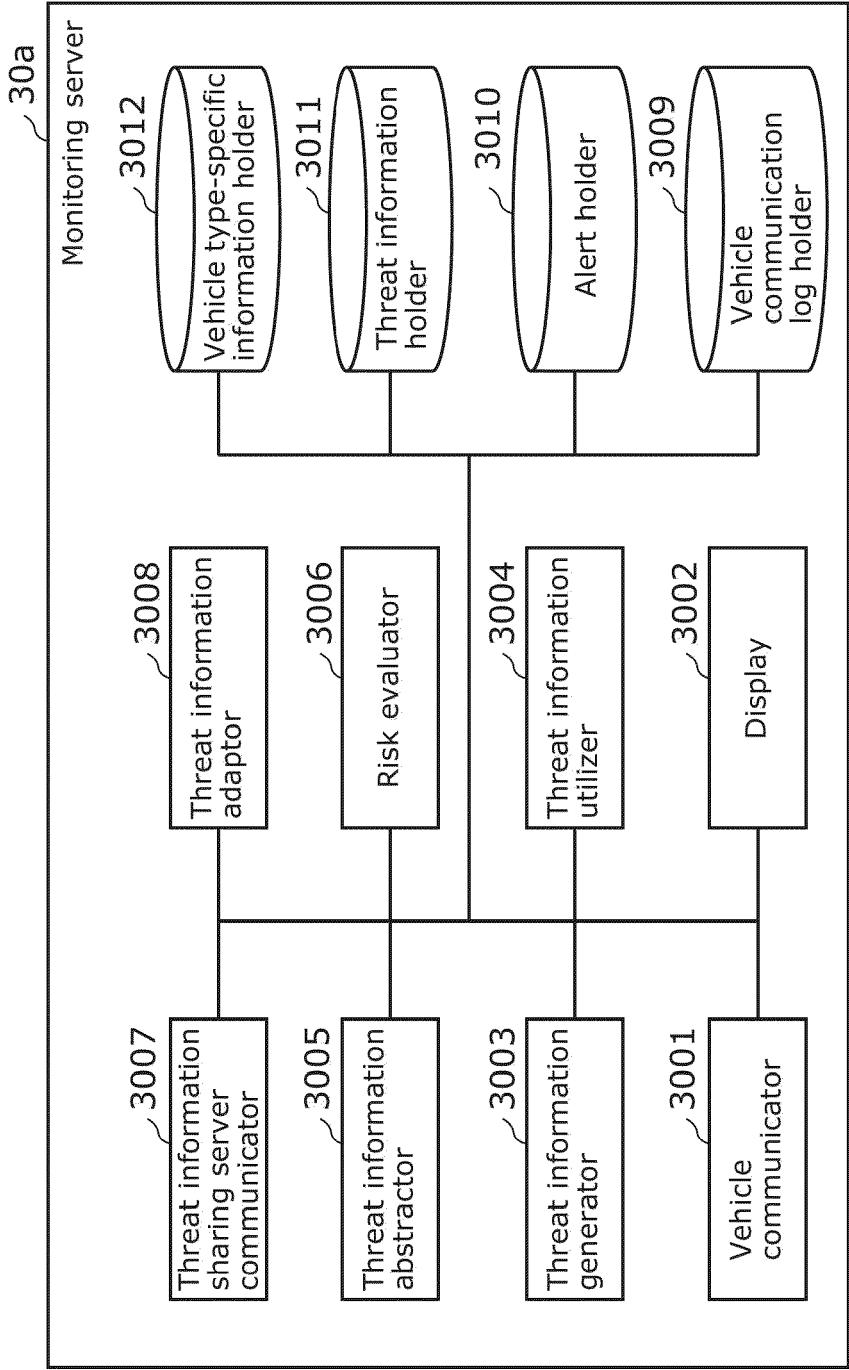 30a
Monitoring server
3007
Threat information
sharing server
communicator
3008
Threat information
adaptor
3012
Vehicle type-specific
information holder
3005
Threat information
abstractor
3006
Risk evaluator
3011
Threat information
holder
3003
Threat information
generator
3004
Threat information
utilizer
3010
Alert holder
3001
Vehicle
communicator
3002
Display
3009
Vehicle
communication
log holder